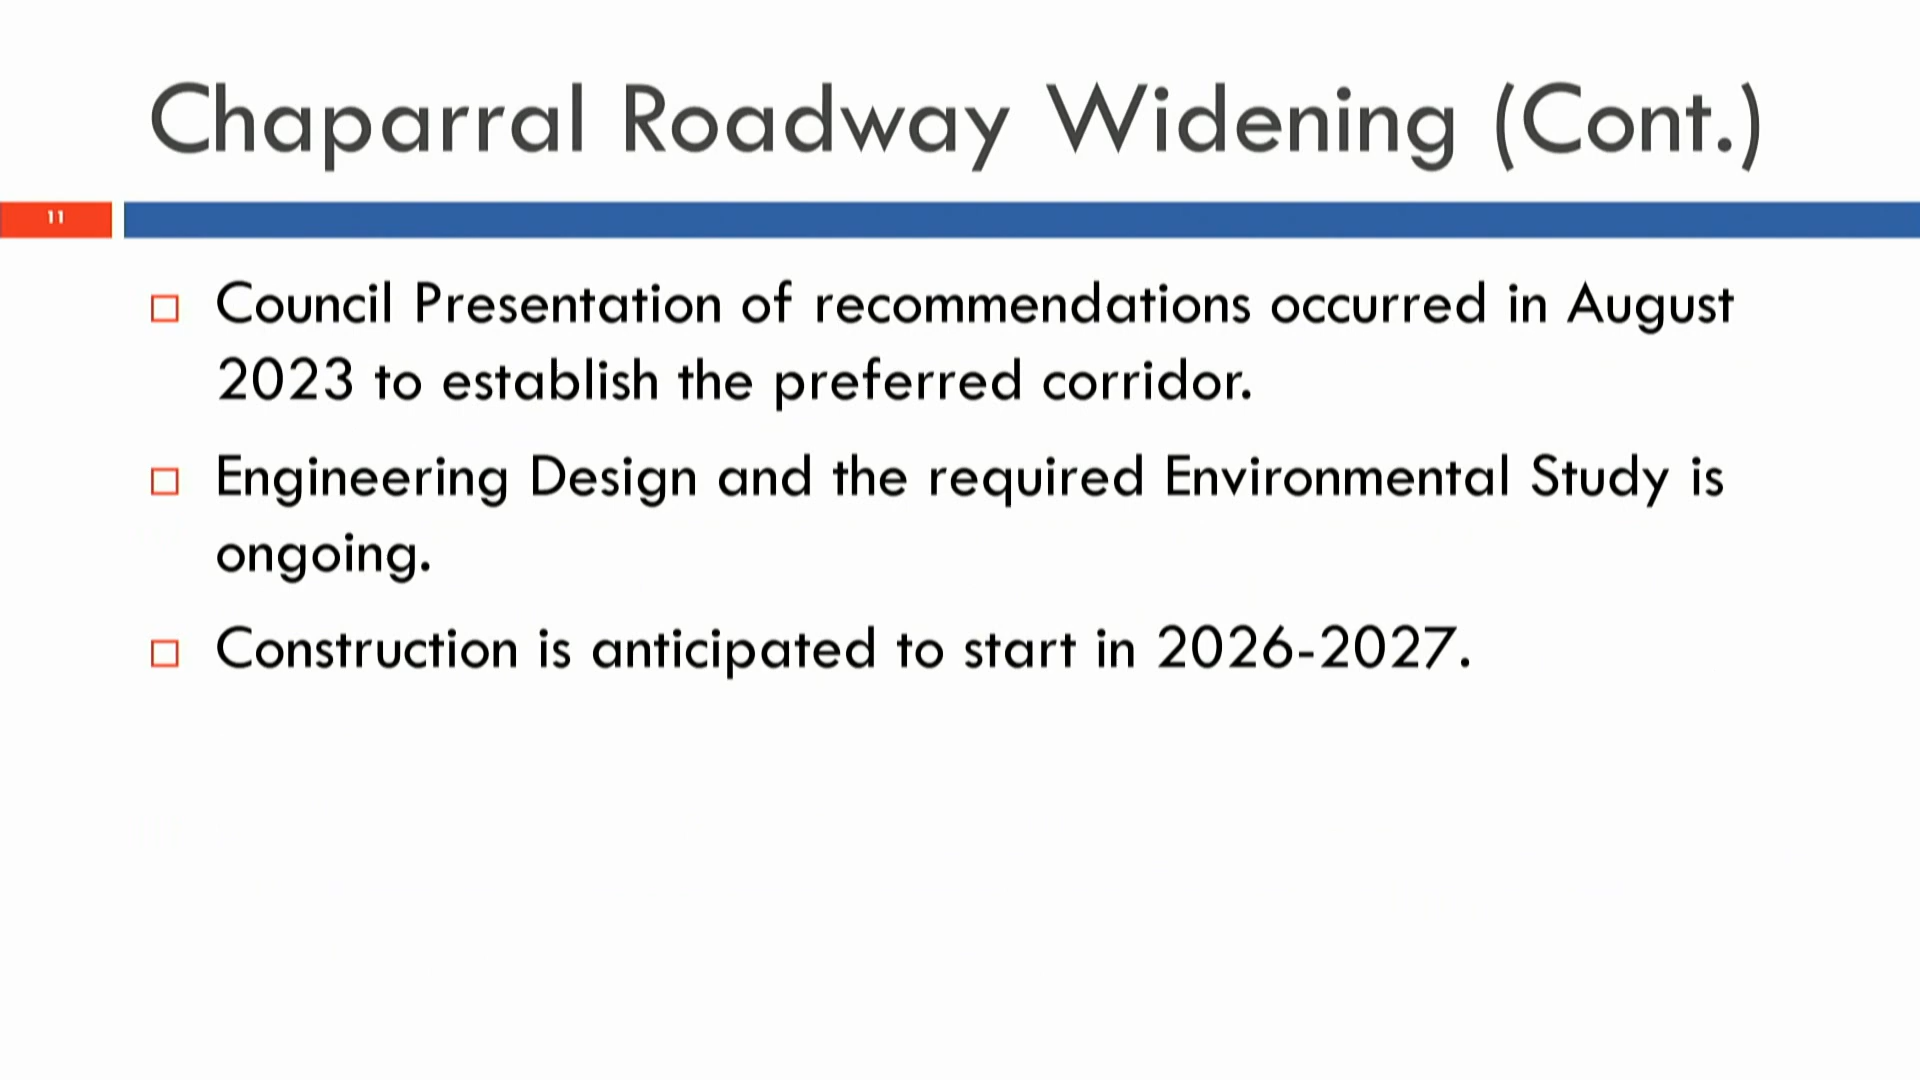 Chaparral Roadway Widening (Cont.)
11
Council Presentation of recommendations occurred in August
2023 to establish the preferred corridor.
Engineering Design and the required Environmental Study is
ongoing.
Construction is anticipated to start in 2026-2027.